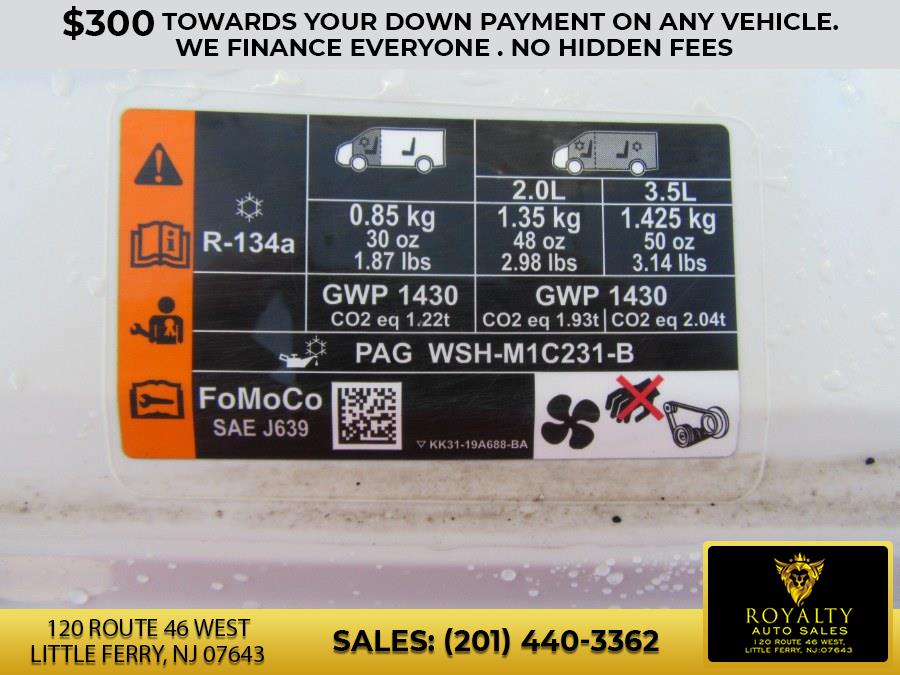 $300 TOWARDS YOUR DOWN PAYMENT ON ANY VEHICLE.
WE FINANCE EVERYONE . NO HIDDEN FEES
R-134a
0.85 kg
30 oz
1.87 lbs
2.0L
1.35 kg
48 oz
2.98 lbs
3.5L
1.425 kg
50 oz
3.14 lbs
GWP 1430
CO2 eq 1.22t
GWP 1430
CO2 eq 1.93t | CO2 eq 2.04t
PAG WSH-M1C231-B
FoMoCo
SAE J639
▽ KK31-19A688-BA
120 ROUTE 46 WEST
LITTLE FERRY, NJ 07643
SALES: (201) 440-3362
ROYALTY
AUTO SALES
120 ROUTE 46 WEST,
LITTLE FERRY, NJ:07643